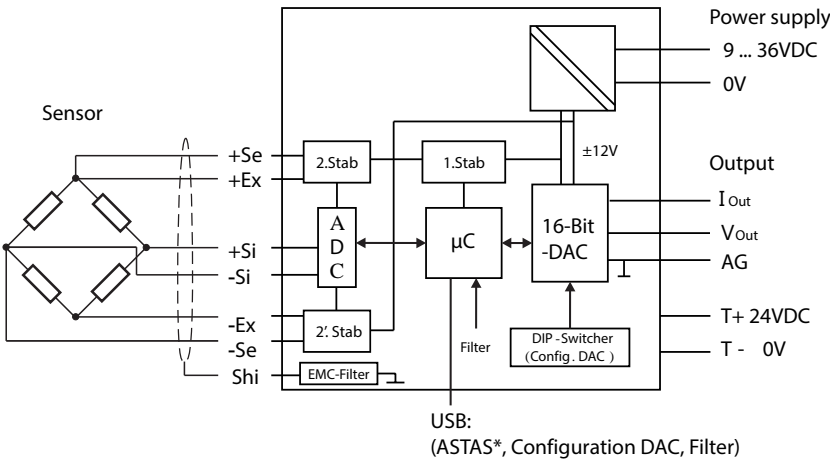 Power supply
9 ... 36VDC
0V
Sensor
+Se
+Ex
+Si
-Si
-Ex
-Se
Shi
2.Stab
1.Stab
±12V
A
D
C
µC
16-Bit
-DAC
2'. Stab
Filter
DIP-Switcher
(Config. DAC )
EMC-Filter
Output
I Out
VOut
AG
T+ 24VDC
T - 0V
USB:
(ASTAS*, Configuration DAC, Filter)